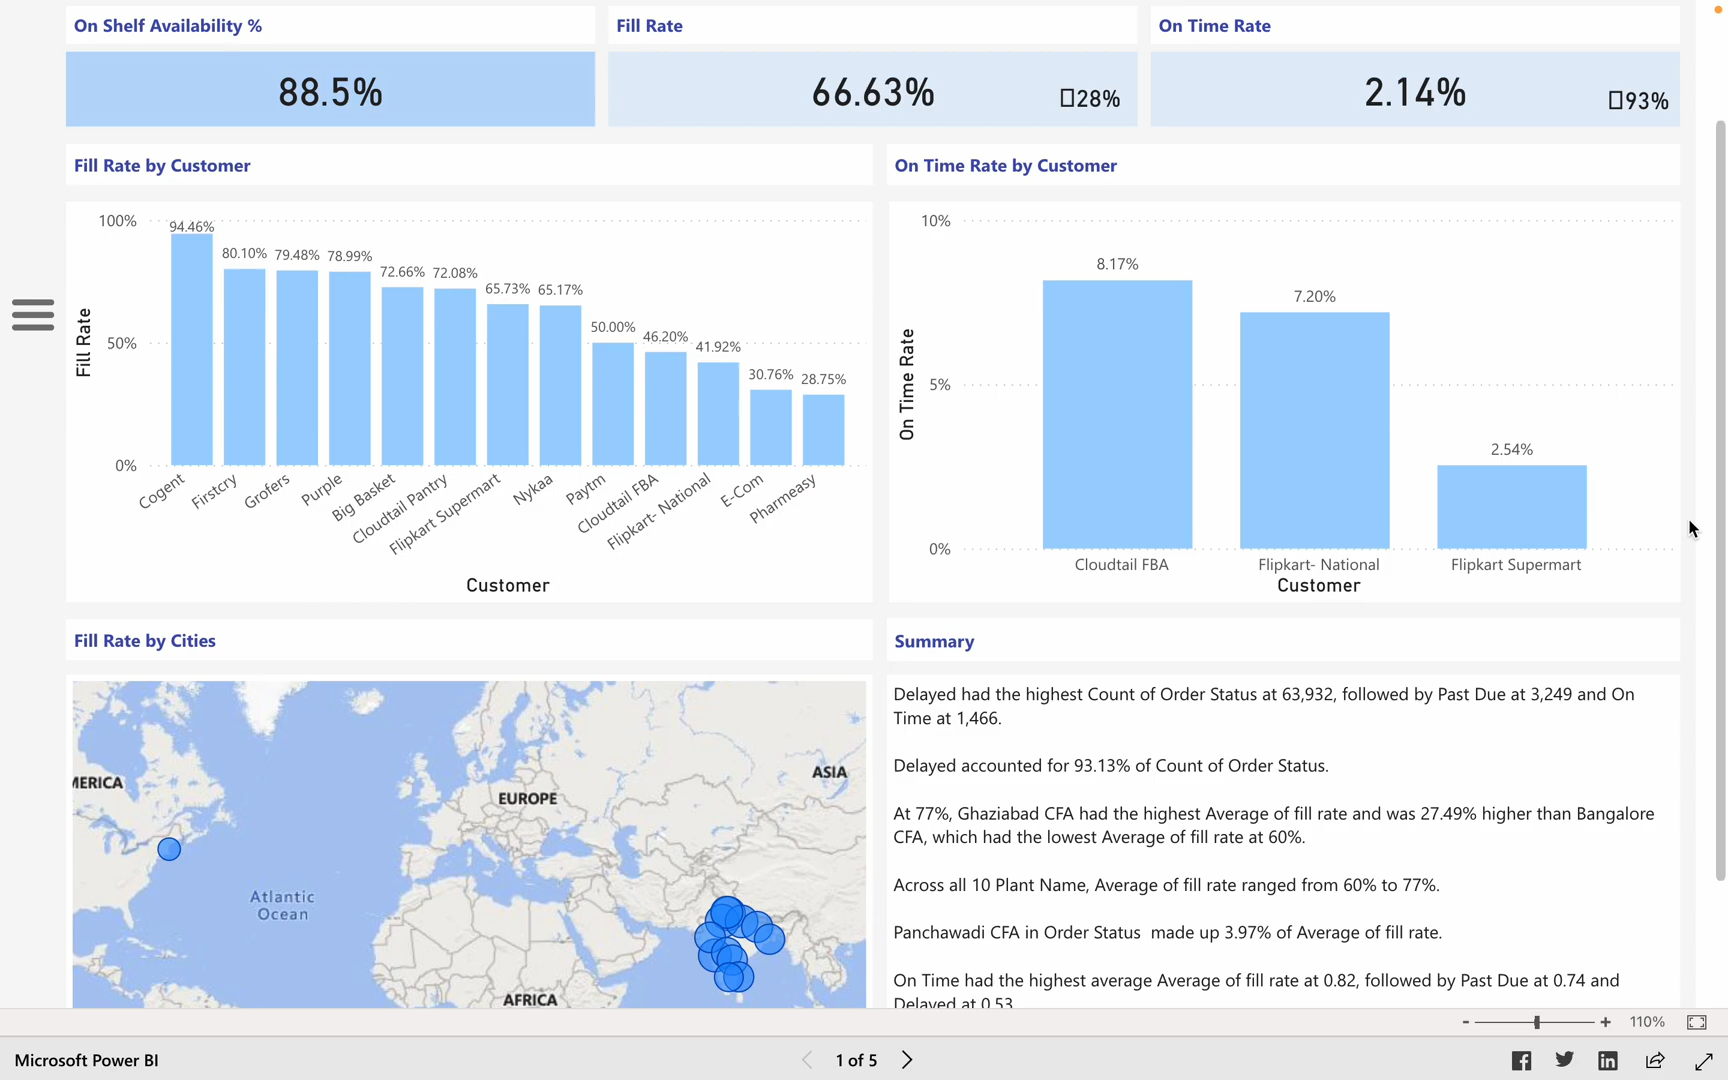 On Shelf Availability %
Fill Rate
On Time Rate
88.5%
66.63%
28%
2.14%
93%
Fill Rate by Customer
On Time Rate by Customer
100%
50%
0%
Fill Rate
94.46%
80.10%
79.48%
78.99%
72.66%
72.08%
65.73%
65.17%
50.00%
46.20%
41.92%
30.76%
28.75%
Cogent
Firstcry
Grofers
Purple
Big Basket
Cloudtail Pantry
Flipkart Supermart
Nykaa
Paytm
Cloudtail FBA
Flipkart- National
E-Com
Pharmeasy
Customer
10%
5%
0%
On Time Rate
8.17%
7.20%
2.54%
Cloudtail FBA
Flipkart- National
Flipkart Supermart
Customer
Fill Rate by Cities
Summary
MERICA
EUROPE
ASIA
Atlantic
Ocean
AFRICA
Delayed had the highest Count of Order Status at 63,932, followed by Past Due at 3,249 and On
Time at 1,466.
Delayed accounted for 93.13% of Count of Order Status.
At 77%, Ghaziabad CFA had the highest Average of fill rate and was 27.49% higher than Bangalore
CFA, which had the lowest Average of fill rate at 60%.
Across all 10 Plant Name, Average of fill rate ranged from 60% to 77%.
Panchawadi CFA in Order Status made up 3.97% of Average of fill rate.
On Time had the highest average Average of fill rate at 0.82, followed by Past Due at 0.74 and
Delayed at 0.53.
- + 110%
Microsoft Power BI
1 of 5